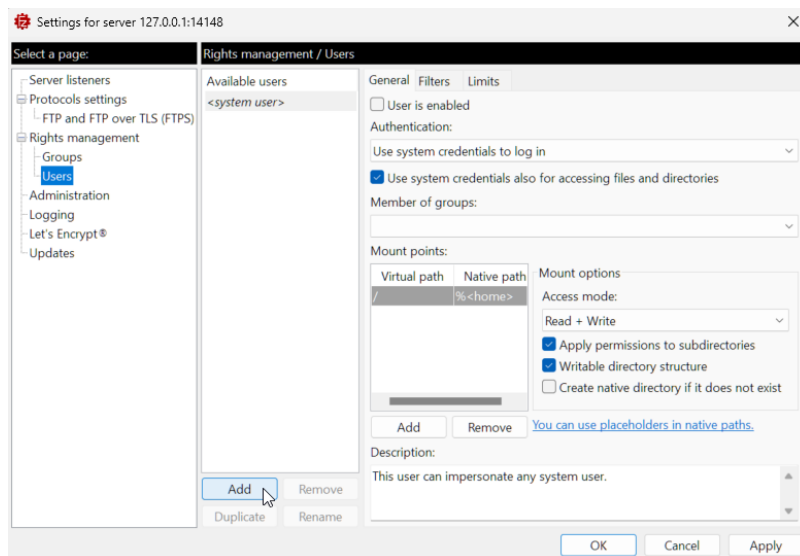 Settings for server 127.0.0.1:14148
Select a page:
Server listeners
Protocols settings
FTP and FTP over TLS (FTPS)
Rights management
Groups
Users
Administration
Logging
Let's Encrypt®
Updates
Rights management / Users
Available users
<system user>
Add
Remove
Duplicate
Rename
General
Filters
Limits
User is enabled
Authentication:
Use system credentials to log in
Use system credentials also for accessing files and directories
Member of groups:
Mount points:
Virtual path
Native path
/
%<home>
Add
Remove
Mount options
Access mode:
Read + Write
Apply permissions to subdirectories
Writable directory structure
Create native directory if it does not exist
You can use placeholders in native paths.
Description:
This user can impersonate any system user.
OK
Cancel
Apply